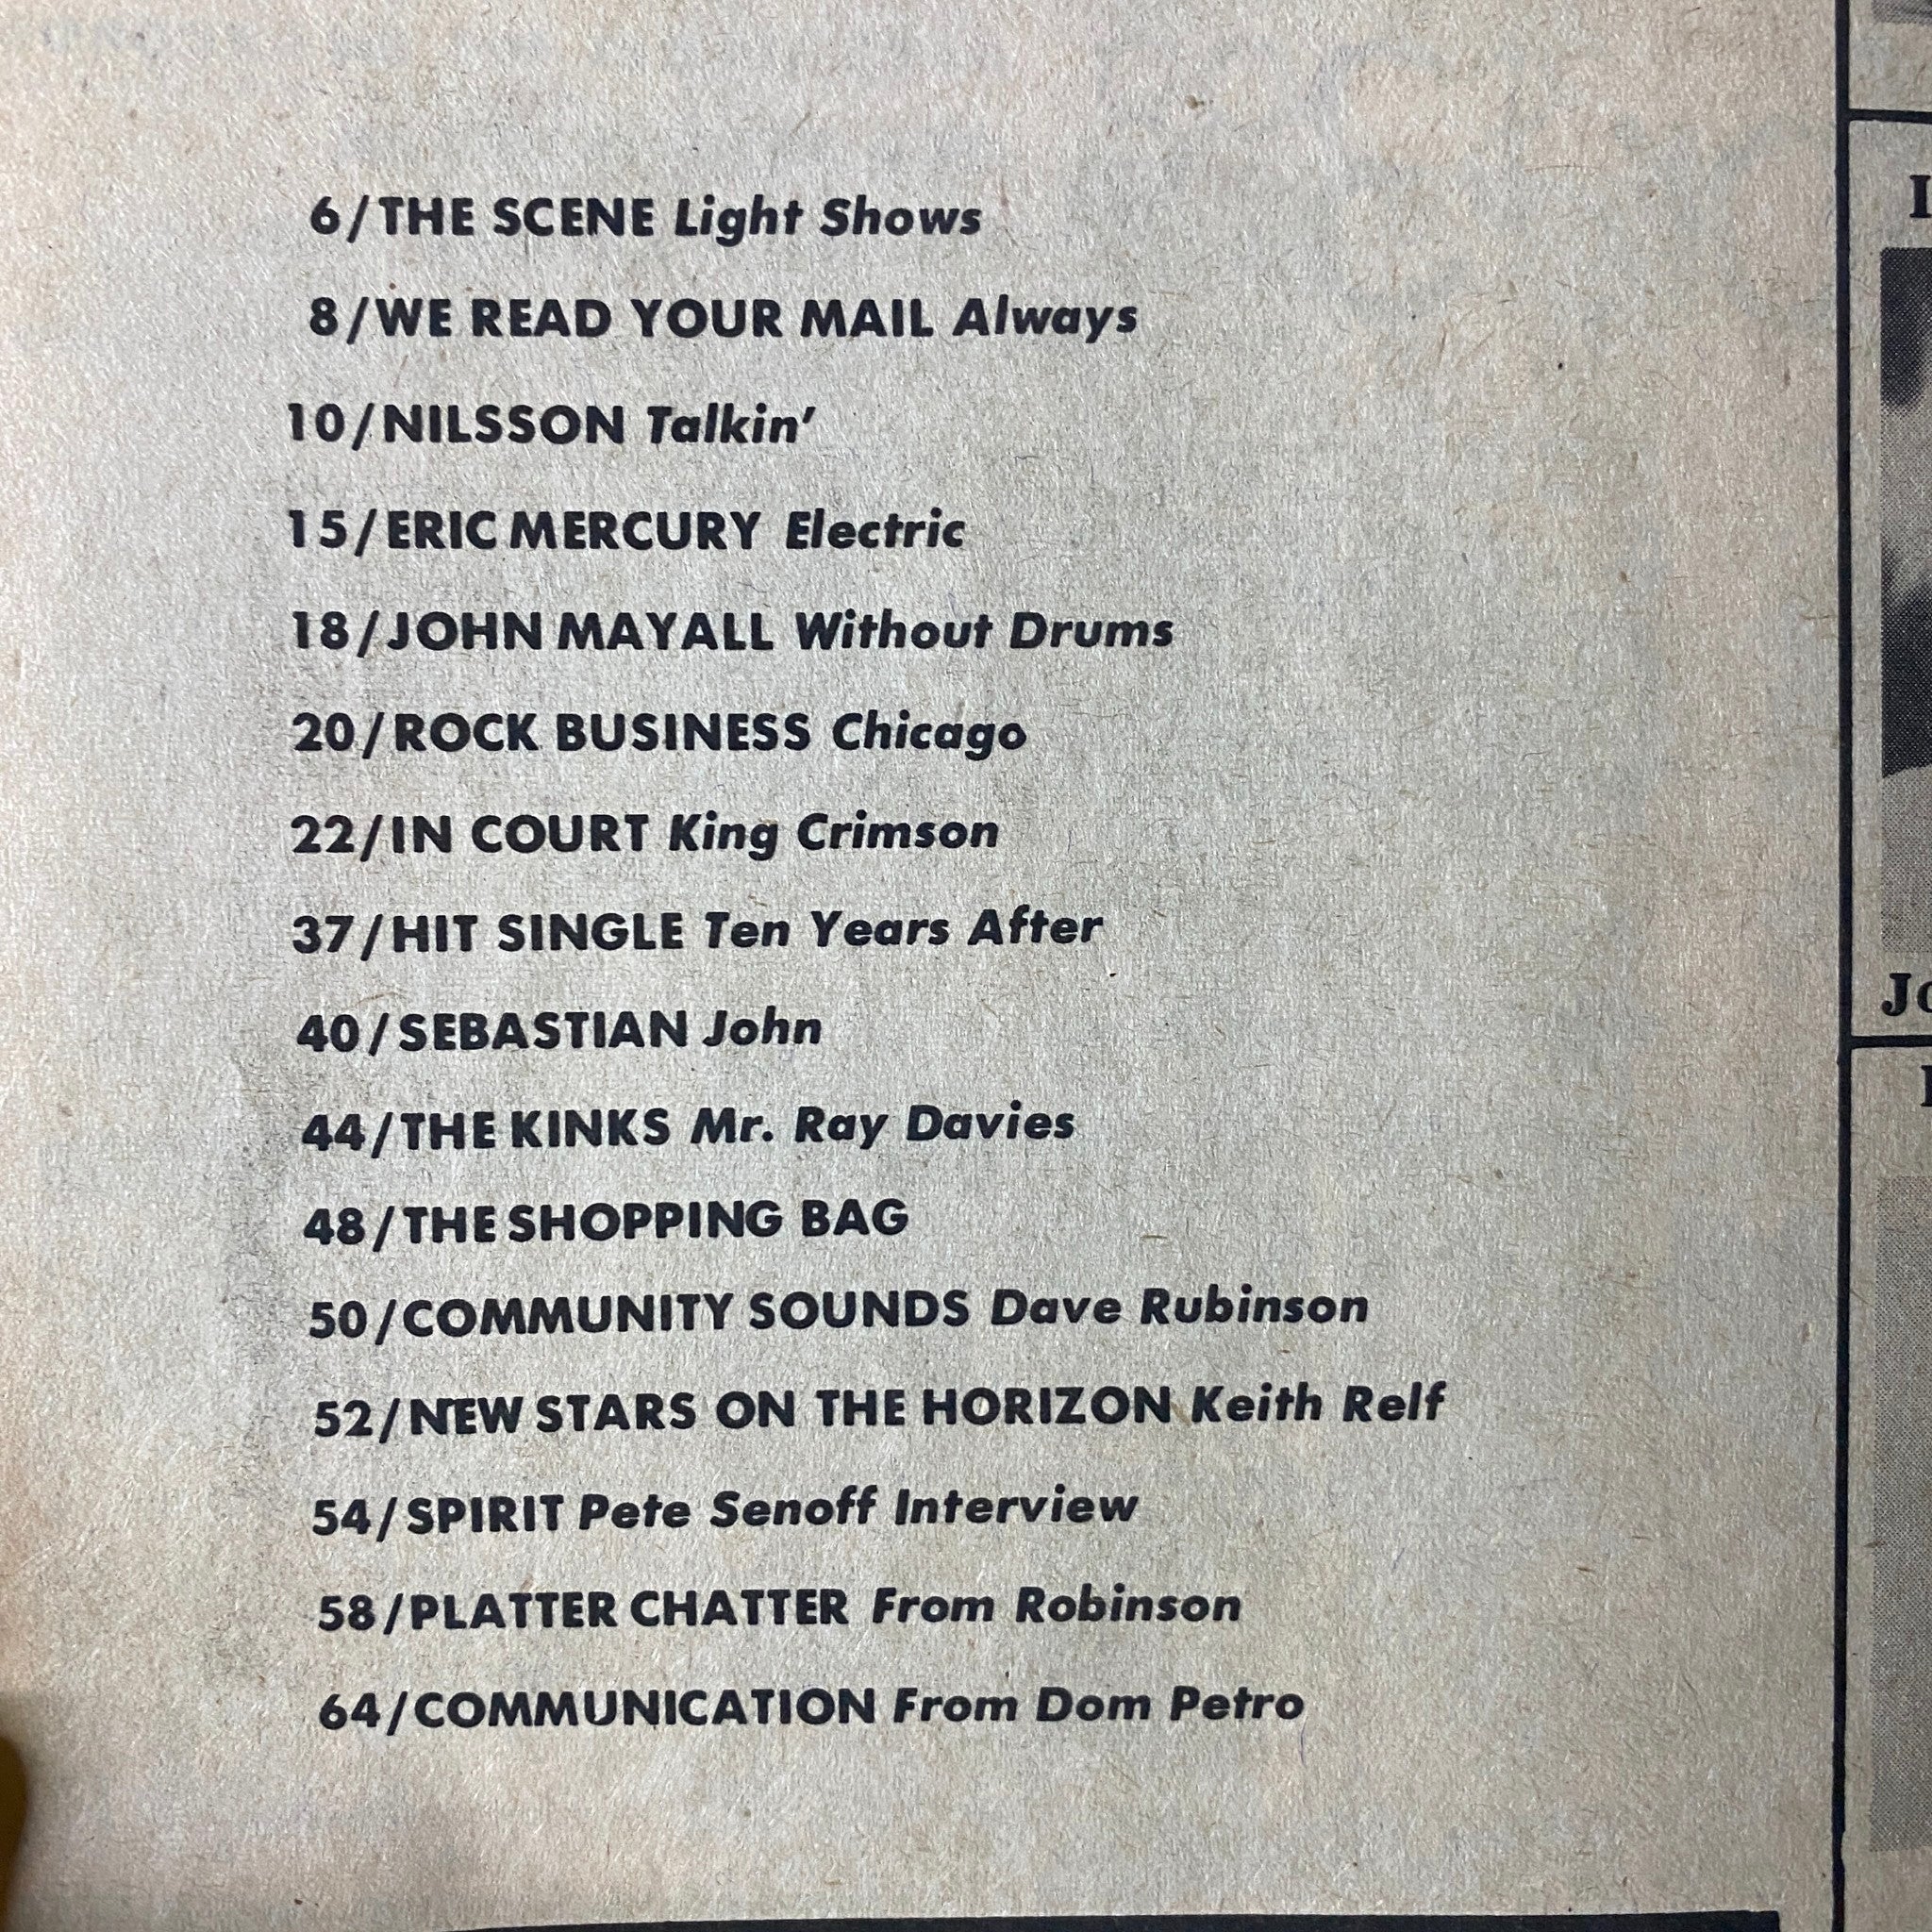 6/THE SCENE Light Shows
8/WE READ YOUR MAIL Always
10/NILSSON Talkin'
15/ERIC MERCURY Electric
18/JOHN MAYALL Without Drums
20/ROCK BUSINESS Chicago
22/IN COURT King Crimson
37/HIT SINGLE Ten Years After
40/SEBASTIAN John
44/THE KINKS Mr. Ray Davies
48/THE SHOPPING BAG
50/COMMUNITY SOUNDS Dave Rubinson
52/NEW STARS ON THE HORIZON Keith Relf
54/SPIRIT Pete Senoff Interview
58/PLATTER CHATTER From Robinson
64/COMMUNICATION From Dom Petro